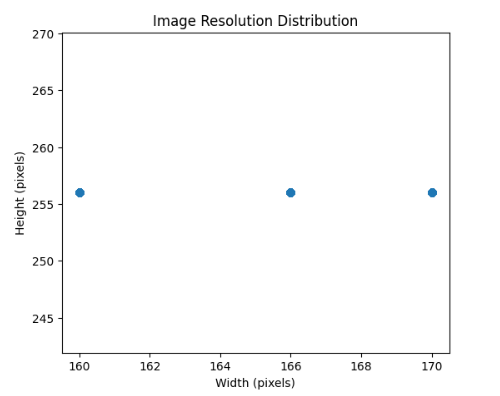 Image Resolution Distribution
270
265
260
255
250
245
Height (pixels)
160 162 164 166 168 170
Width (pixels)